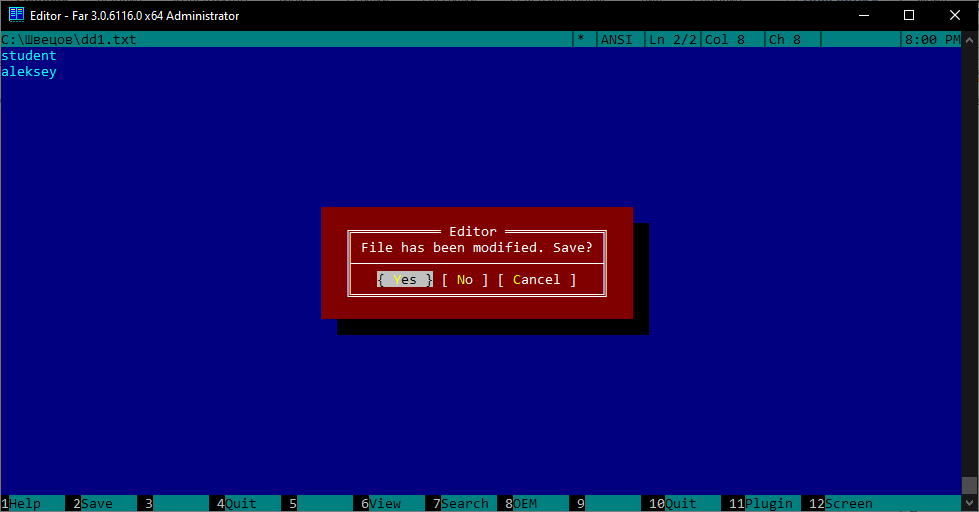 Editor - Far 3.0.6116.0 x64 Administrator
C:\Швецов\dd1.txt │* │ANSI │Ln 2/2│Col 8 │Ch 8 │ │8:00 PM
student
aleksey
Editor
File has been modified. Save?
{ Yes } [ No ] [ Cancel ]
1Help 2Save 3 4Quit 5 6View 7Search 8OEM 9 10Quit 11Plugin 12Screen